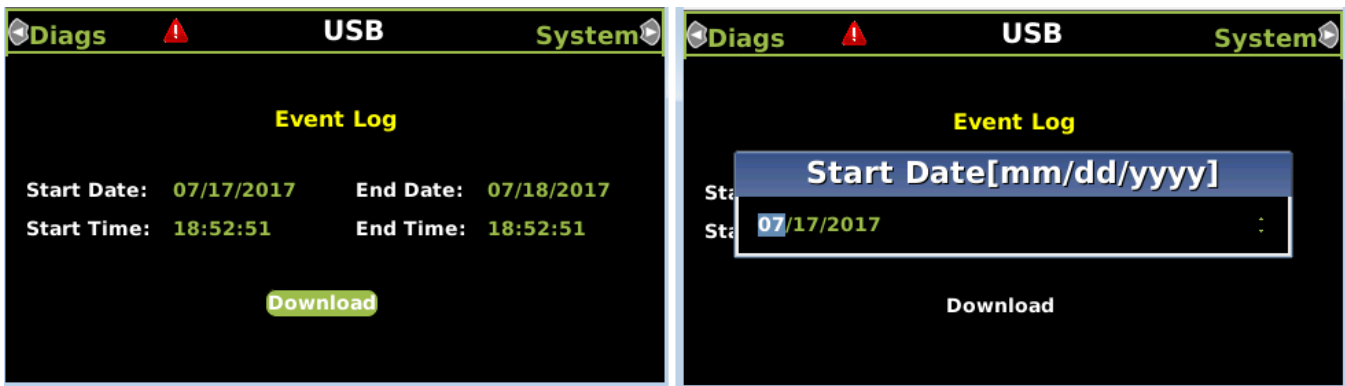 Diags USB System
Event Log
Start Date: 07/17/2017 End Date: 07/18/2017
Start Time: 18:52:51 End Time: 18:52:51
Download
Diags USB System
Event Log
Start Date[mm/dd/yyyy]
Sta
07/17/2017
Sta
Download